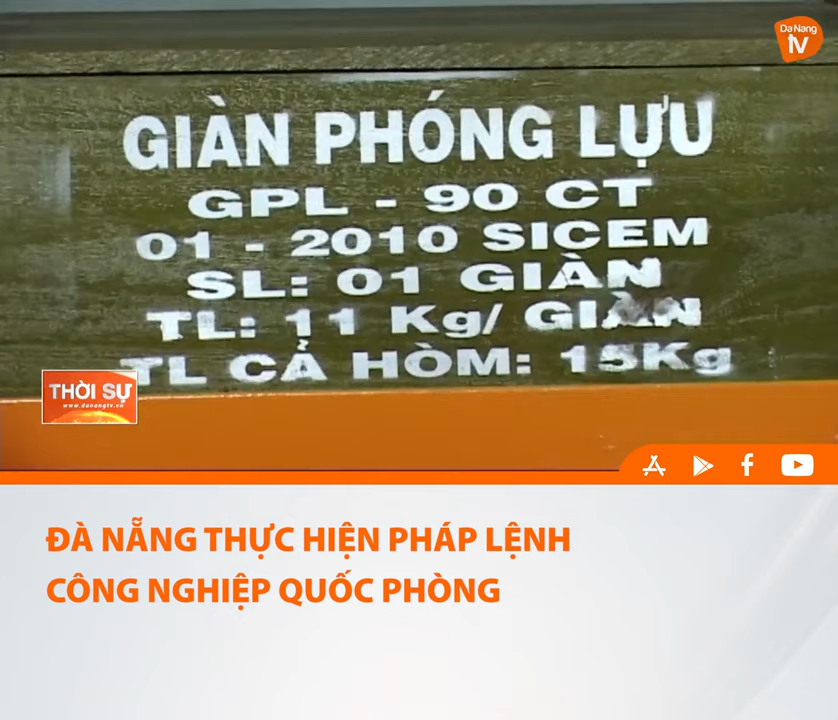 Da Nang
TV
GIÀN PHÓNG LỰU
GPL - 90 CT
01 - 2010 SICEM
SL: 01 GIÀN
TL: 11 Kg/ GIÀN
TL CẢ HÒM: 15Kg
THỜI SỰ
www.danangtv.vn
ĐÀ NẴNG THỰC HIỆN PHÁP LỆNH
CÔNG NGHIỆP QUỐC PHÒNG